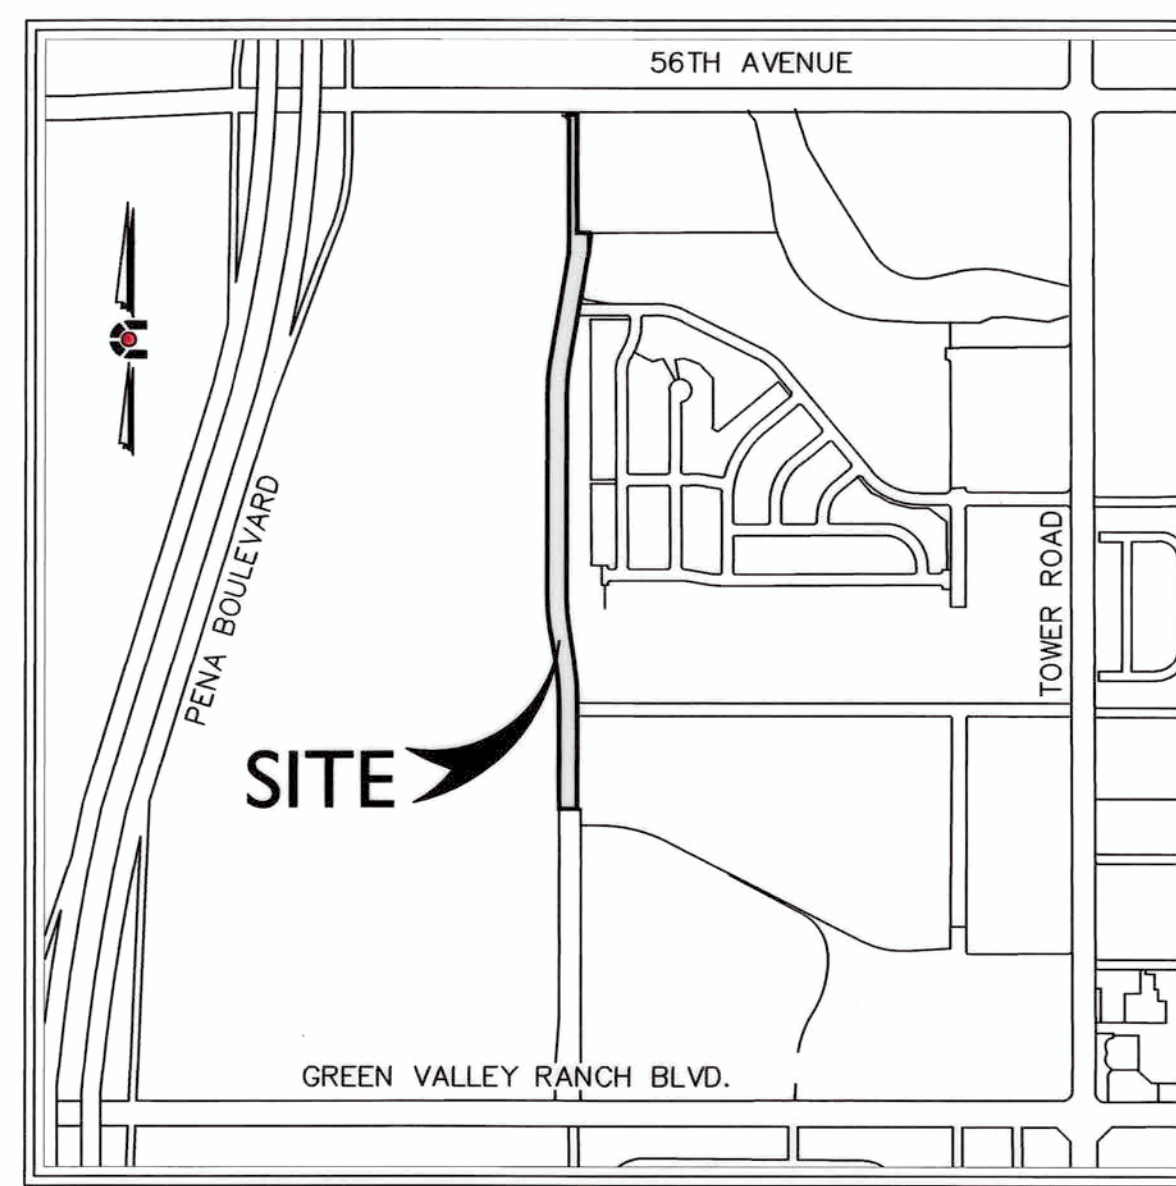 56TH AVENUE
PENA BOULEVARD
TOWER ROAD
SITE
GREEN VALLEY RANCH BLVD.